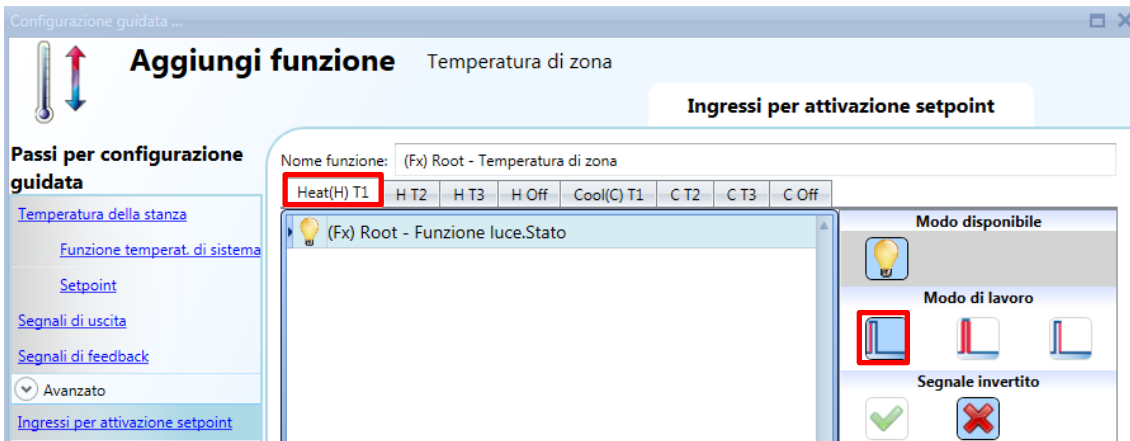 Configurazione guidata ...
Aggiungi funzione Temperatura di zona
Ingressi per attivazione setpoint
Passi per configurazione
guidata
Temperatura della stanza
Funzione temperat. di sistema
Setpoint
Segnali di uscita
Segnali di feedback
Avanzato
Ingressi per attivazione setpoint
Nome funzione: (Fx) Root - Temperatura di zona
Heat(H) T1 H T2 H T3 H Off Cool(C) T1 C T2 C T3 C Off
(Fx) Root - Funzione luce.Stato
Modo disponibile
Modo di lavoro
Segnale invertito